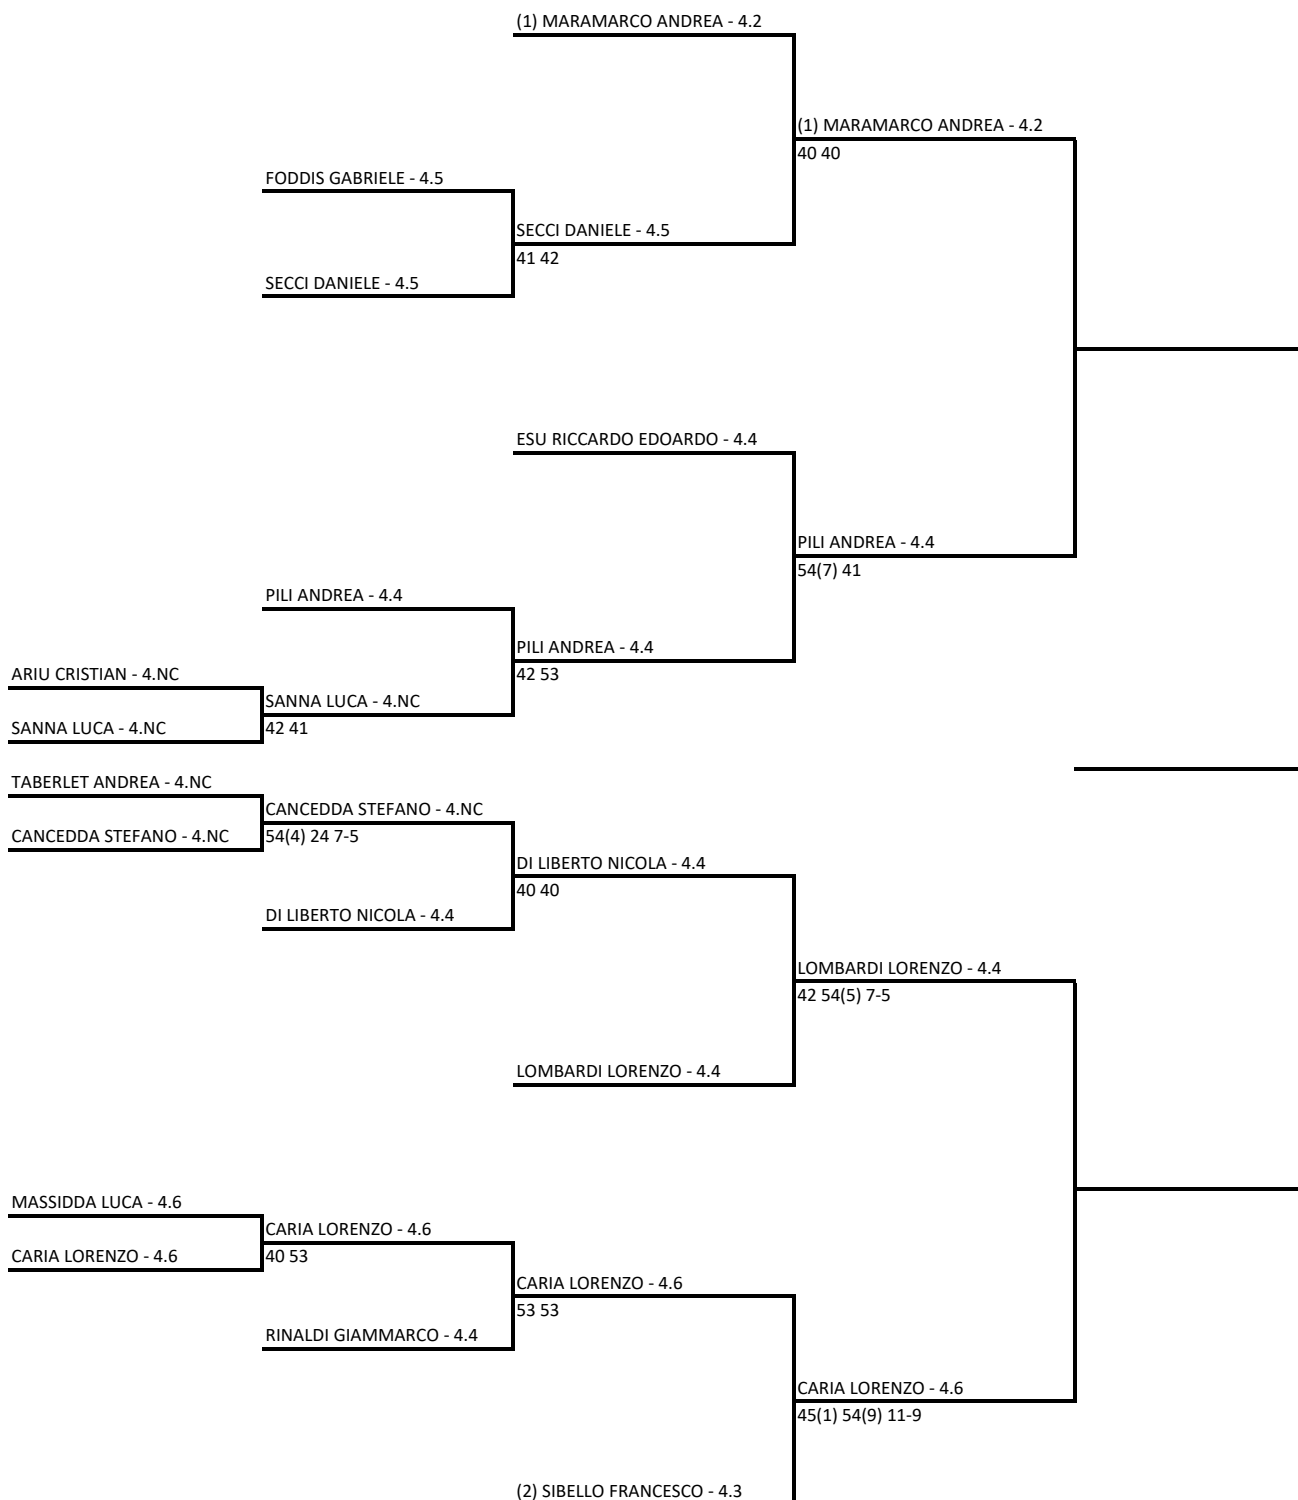 (1) MARAMARCO ANDREA - 4.2
(1) MARAMARCO ANDREA - 4.2
40 40
FODDIS GABRIELE - 4.5
SECCI DANIELE - 4.5
41 42
SECCI DANIELE - 4.5
ESU RICCARDO EDOARDO - 4.4
PILI ANDREA - 4.4
54(7) 41
PILI ANDREA - 4.4
PILI ANDREA - 4.4
42 53
ARIU CRISTIAN - 4.NC
SANNA LUCA - 4.NC
42 41
SANNA LUCA - 4.NC
TABERLET ANDREA - 4.NC
CANCEDDA STEFANO - 4.NC
54(4) 24 7-5
CANCEDDA STEFANO - 4.NC
DI LIBERTO NICOLA - 4.4
40 40
DI LIBERTO NICOLA - 4.4
LOMBARDI LORENZO - 4.4
42 54(5) 7-5
LOMBARDI LORENZO - 4.4
MASSIDDA LUCA - 4.6
CARIA LORENZO - 4.6
40 53
CARIA LORENZO - 4.6
CARIA LORENZO - 4.6
53 53
RINALDI GIAMMARCO - 4.4
CARIA LORENZO - 4.6
45(1) 54(9) 11-9
(2) SIBELLO FRANCESCO - 4.3